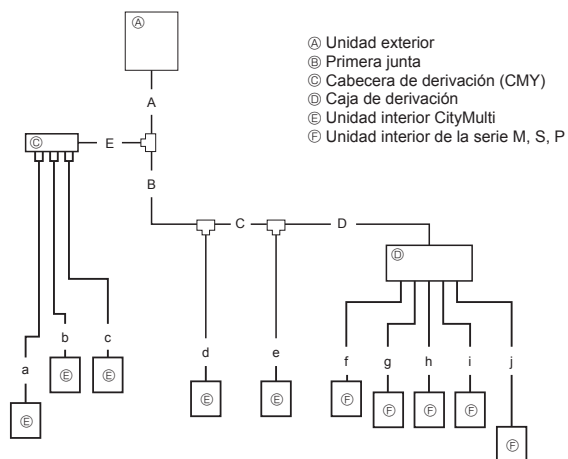 Ⓐ
Ⓐ Unidad exterior
Ⓑ Primera junta
Ⓒ Cabecera de derivación (CMY)
Ⓓ Caja de derivación
Ⓔ Unidad interior CityMulti
Ⓕ Unidad interior de la serie M, S, P
A
Ⓒ
E
B
C
D
Ⓓ
a
b
c
d
e
f
g
h
i
j
Ⓔ
Ⓔ
Ⓔ
Ⓔ
Ⓔ
Ⓕ
Ⓕ
Ⓕ
Ⓕ
Ⓕ